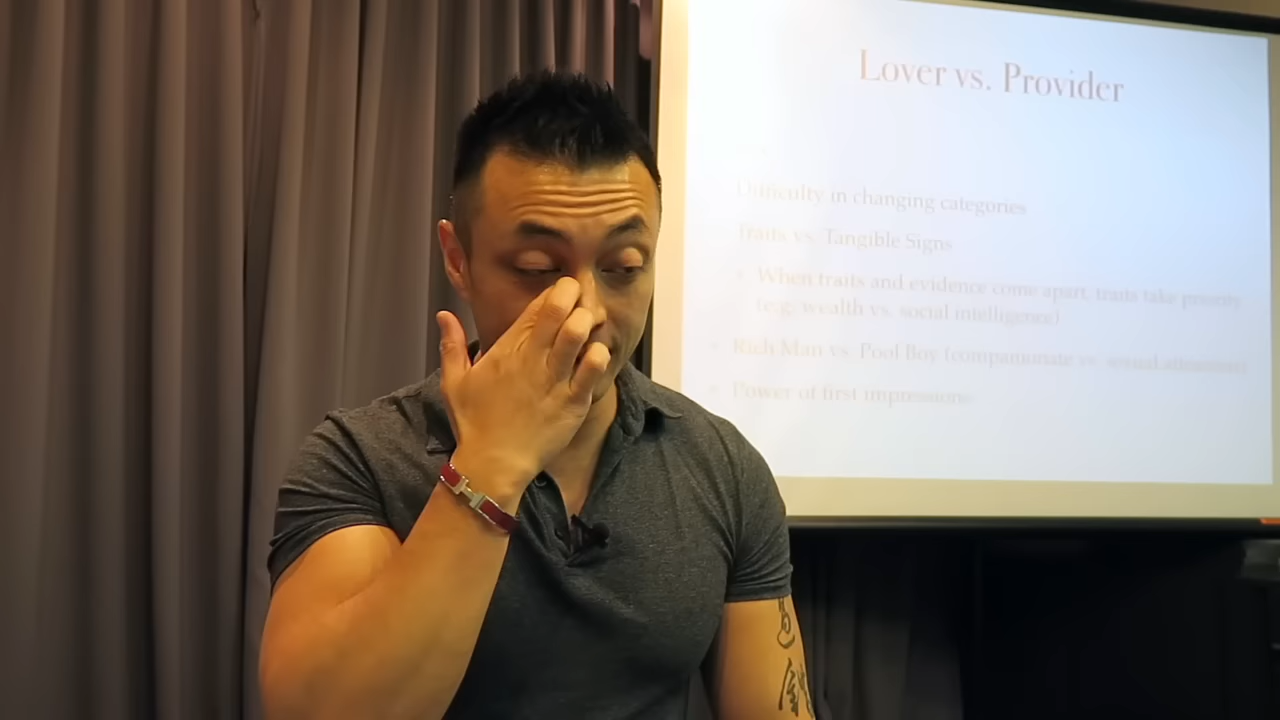 Lover vs. Provider
Difficulty in changing categories
Traits vs. Tangible Signs
• When traits and evidence come apart, traits take priority
(e.g. wealth vs. social intelligence)
• Rich Man vs. Pool Boy (companionate vs. sexual
• Power of first impressions